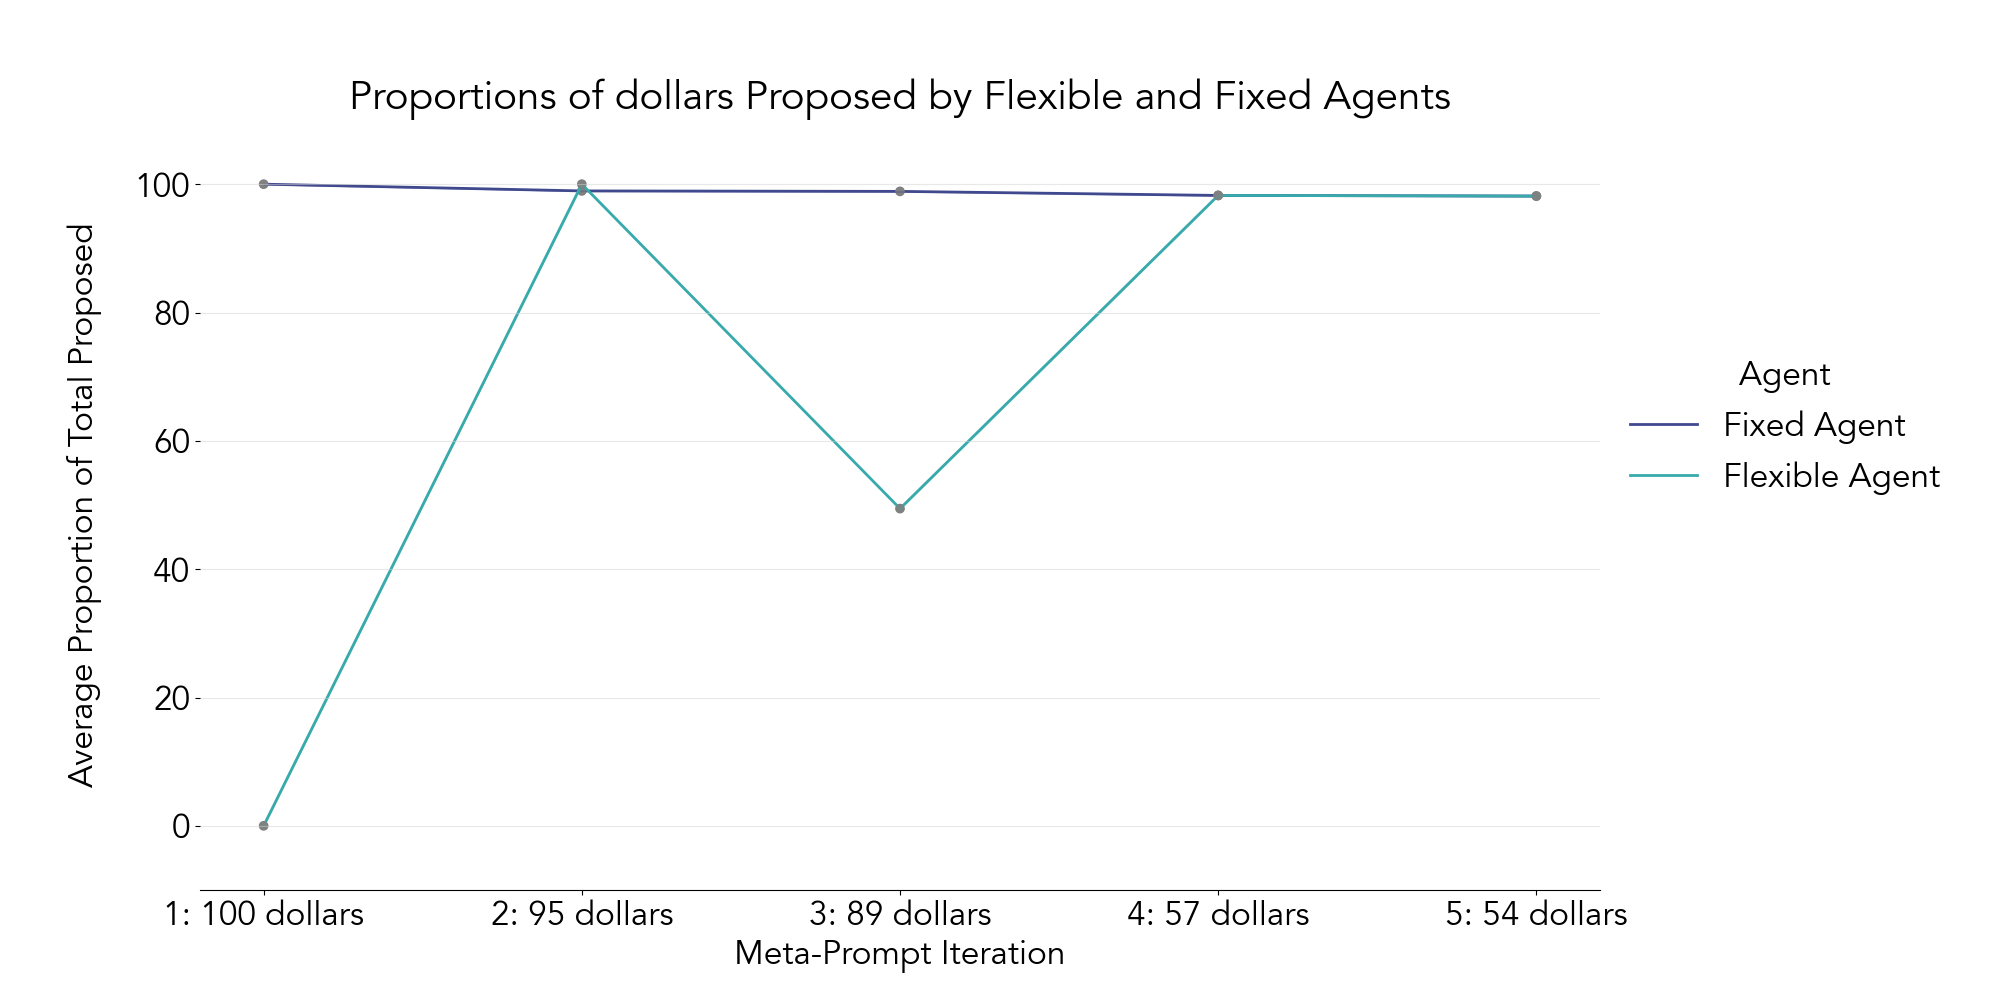 Proportions of dollars Proposed by Flexible and Fixed Agents
Average Proportion of Total Proposed
100
80
60
40
20
0
1: 100 dollars
2: 95 dollars
3: 89 dollars
4: 57 dollars
5: 54 dollars
Meta-Prompt Iteration
Agent
Fixed Agent
Flexible Agent